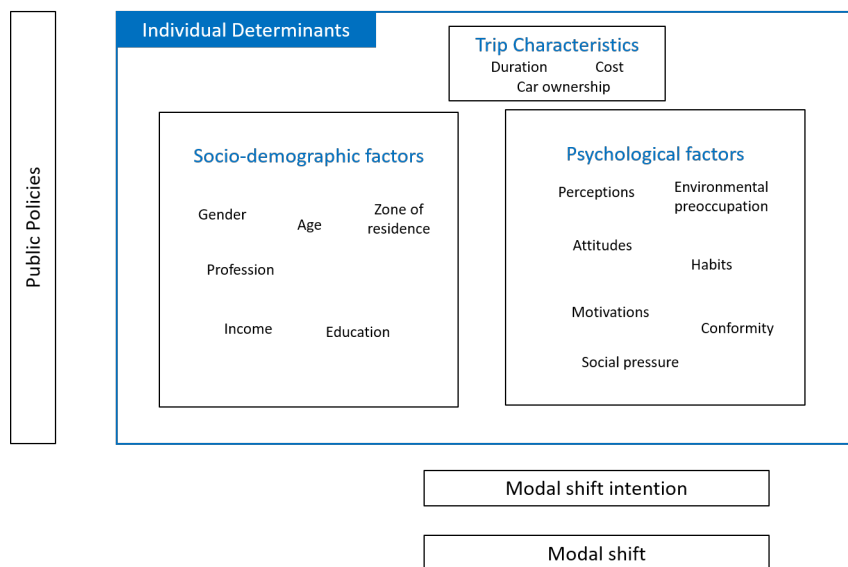 Public Policies
Individual Determinants
Trip Characteristics
Duration Cost
Car ownership
Socio-demographic factors
Gender
Age
Zone of
residence
Profession
Income
Education
Psychological factors
Perceptions
Environmental
preoccupation
Attitudes
Habits
Motivations
Conformity
Social pressure
Modal shift intention
Modal shift